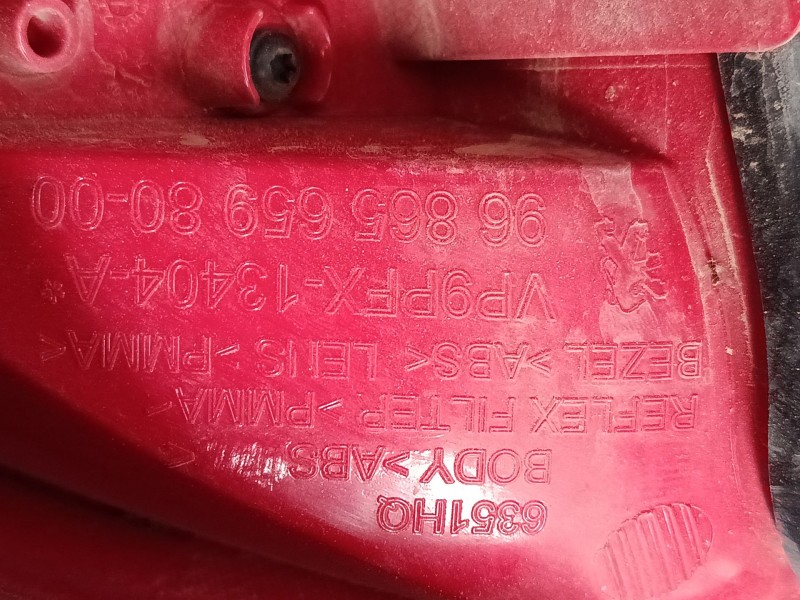 6351HQ
BODY >ABS<
REFLEX FILTER >PMMA<
BEZEL >ABS< LENS >PMMA<
VP9PFX-13404-A *
96 865 659 80-00